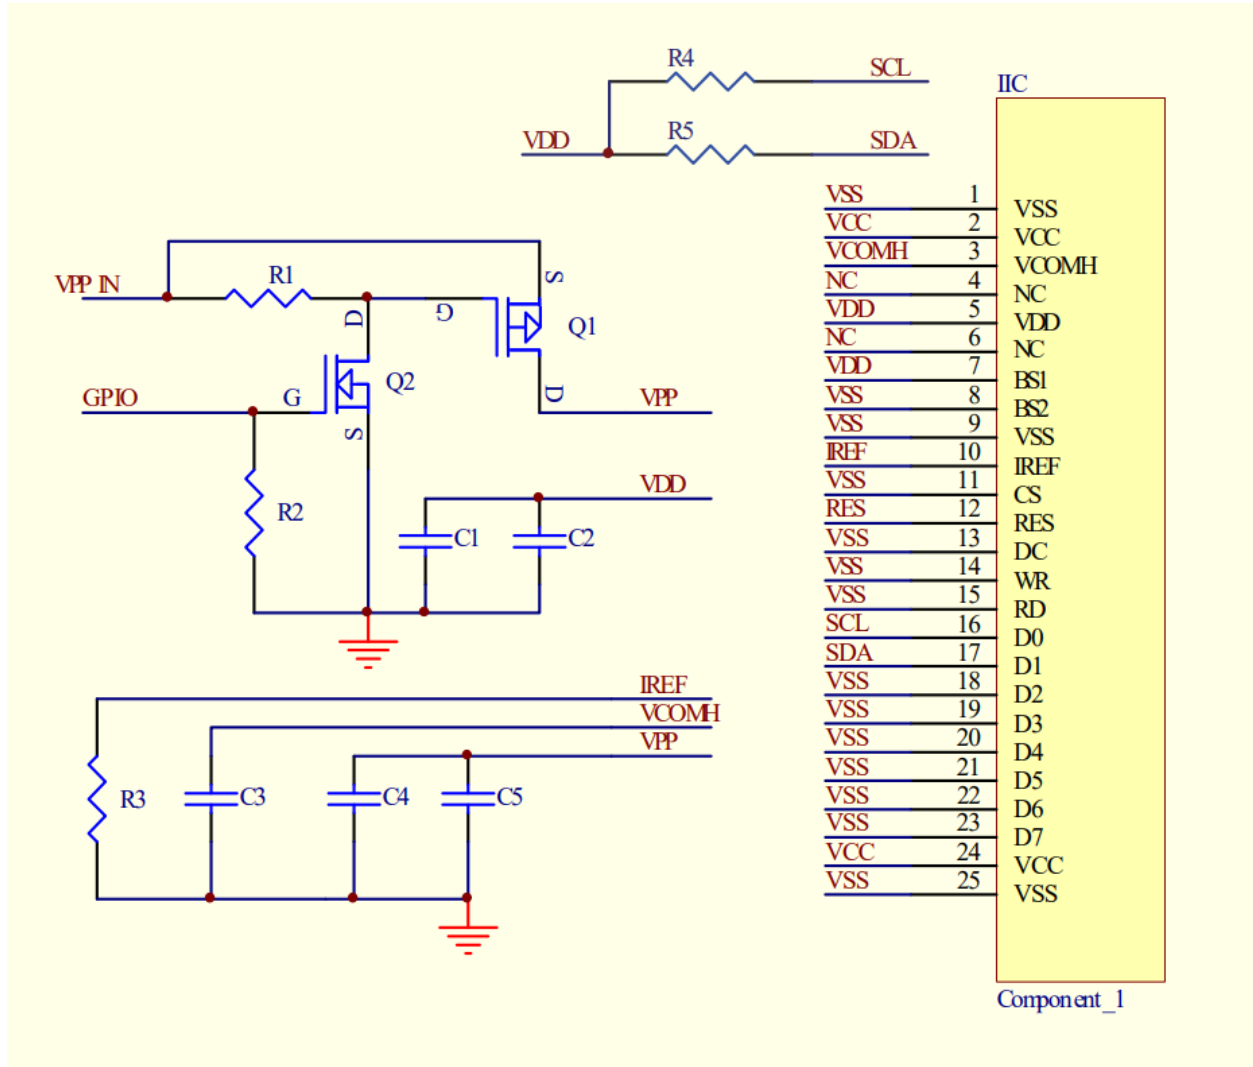 R4
SCL
R5
VDD
SDA
VPP IN
R1
D
G
S
Q1
D
VPP
GPIO
G
Q2
S
R2
VDD
C1
C2
IREF
VCOMH
VPP
R3
C3
C4
C5
IIC
VSS 1 VSS
VCC 2 VCC
VCOMH 3 VCOMH
NC 4 NC
VDD 5 VDD
NC 6 NC
VDD 7 BS1
VSS 8 BS2
VSS 9 VSS
IREF 10 IREF
VSS 11 CS
RES 12 RES
VSS 13 DC
VSS 14 WR
VSS 15 RD
SCL 16 D0
SDA 17 D1
VSS 18 D2
VSS 19 D3
VSS 20 D4
VSS 21 D5
VSS 22 D6
VSS 23 D7
VCC 24 VCC
VSS 25 VSS
Component_1